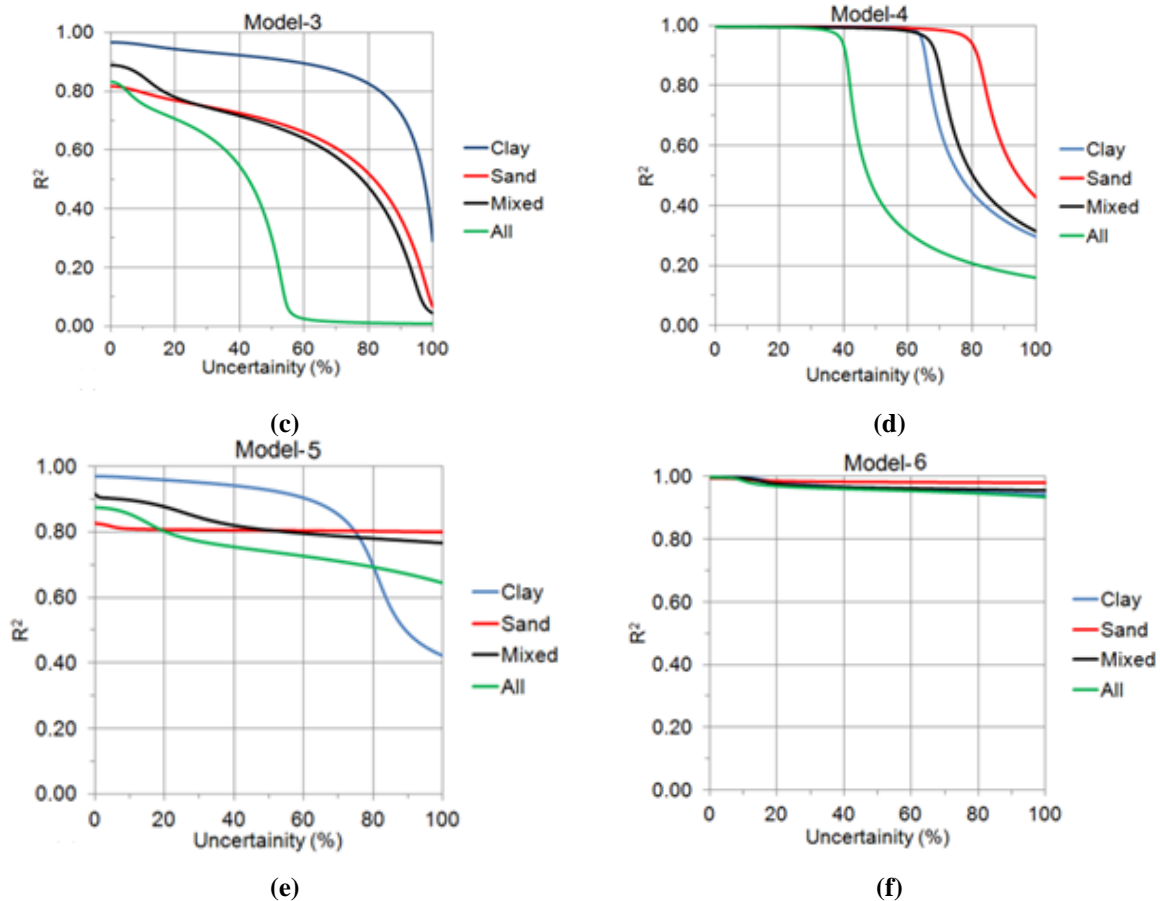 Model-3
1.00
0.80
0.60
0.40
0.20
0.00
R²
0 20 40 60 80 100
Uncertainity (%)
Clay
Sand
Mixed
All
(c)
Model-4
1.00
0.80
0.60
0.40
0.20
0.00
R²
0 20 40 60 80 100
Uncertainity (%)
Clay
Sand
Mixed
All
(d)
Model-5
1.00
0.80
0.60
0.40
0.20
0.00
R²
0 20 40 60 80 100
Uncertainity (%)
Clay
Sand
Mixed
All
(e)
Model-6
1.00
0.80
0.60
0.40
0.20
0.00
R²
0 20 40 60 80 100
Uncertainity (%)
Clay
Sand
Mixed
All
(f)